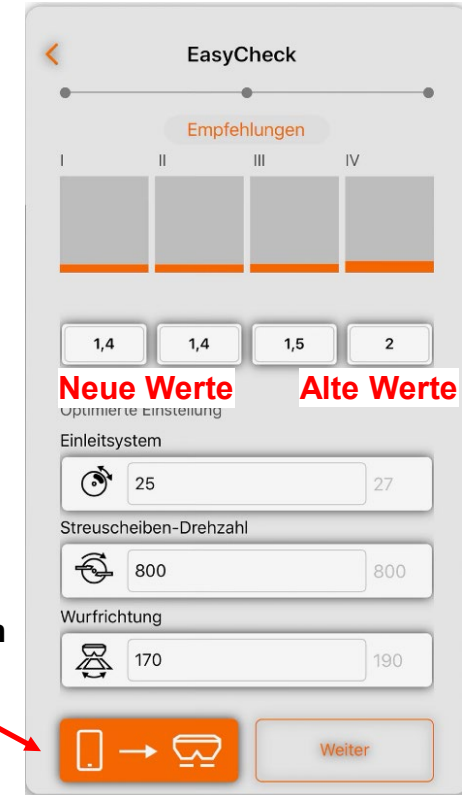 EasyCheck
Empfehlungen
I II III IV
1,4 1,4 1,5 2
Neue Werte Alte Werte
Optimierte Einstellung
Einleitsystem
25 27
Streuscheiben-Drehzahl
800 800
Wurfrichtung
170 190
Weiter